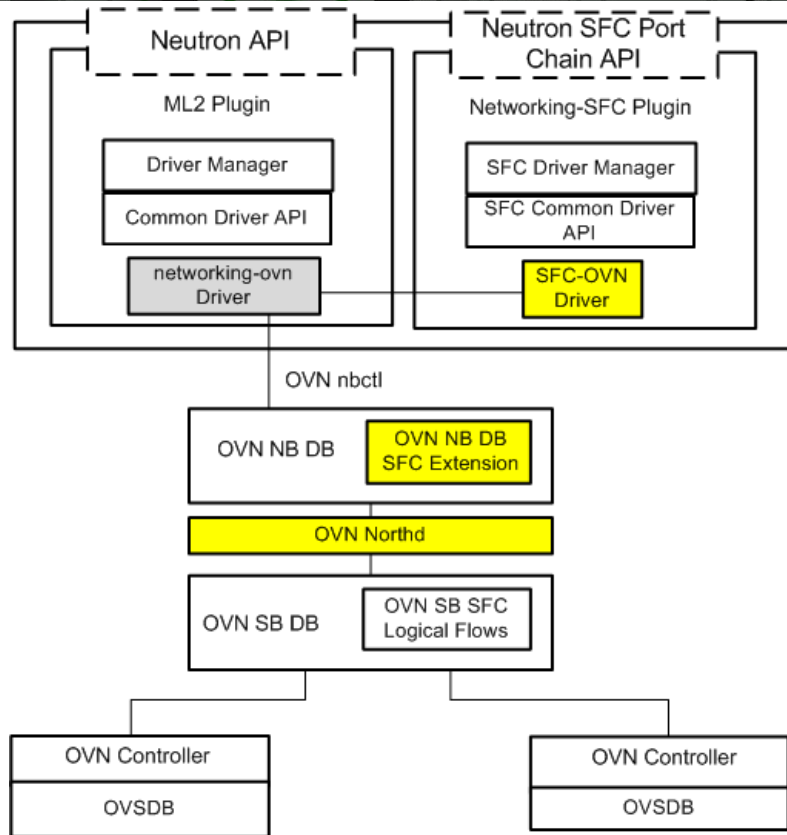 Neutron API
Neutron SFC Port
Chain API
ML2 Plugin
Networking-SFC Plugin
Driver Manager
SFC Driver Manager
Common Driver API
SFC Common Driver
API
networking-ovn
Driver
SFC-OVN
Driver
OVN nbctl
OVN NB DB
OVN NB DB
SFC Extension
OVN Northd
OVN SB DB
OVN SB SFC
Logical Flows
OVN Controller
OVSDB
OVN Controller
OVSDB